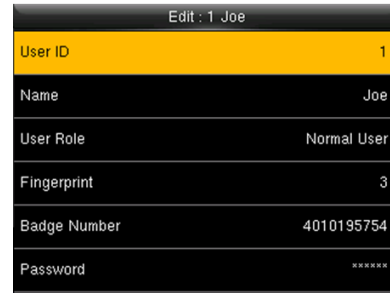 Edit : 1 Joe
User ID 1
Name Joe
User Role Normal User
Fingerprint 3
Badge Number 4010195754
Password ******